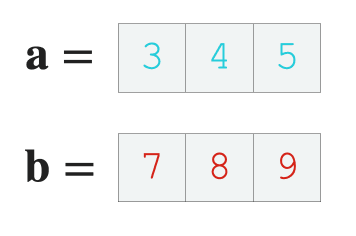 a = 3 4 5
b = 7 8 9